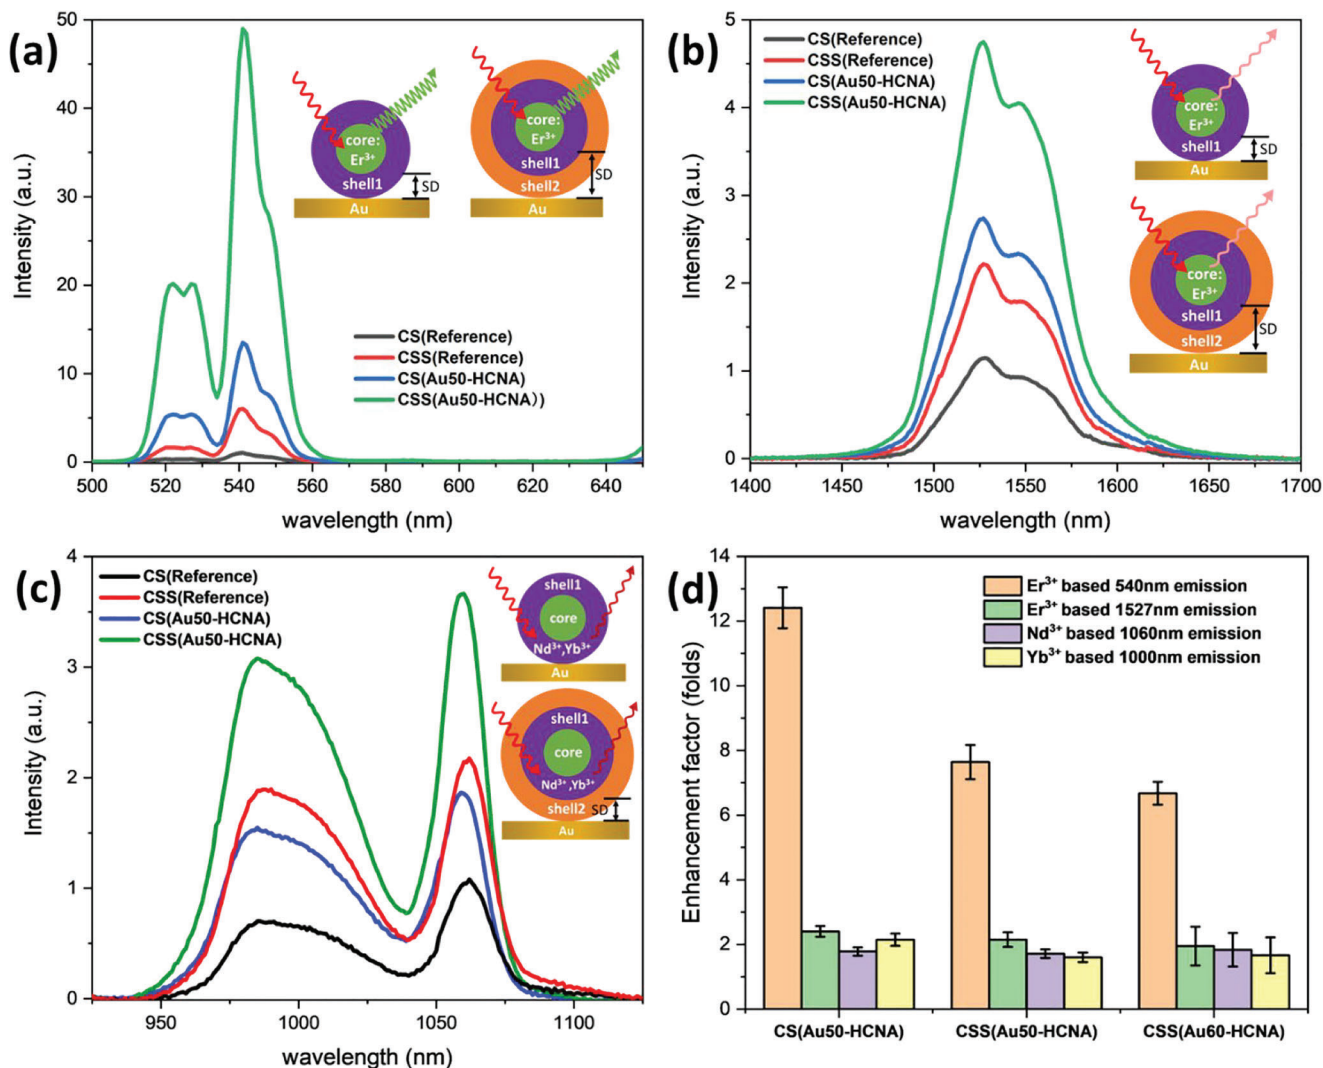 (a)
50
40
30
20
10
0
Intensity (a.u.)
500
520
540
560
580
600
620
640
wavelength (nm)
core:
Er³⁺
shell1
SD
Au
core:
Er³⁺
shell1
shell2
SD
Au
CS(Reference)
CSS(Reference)
CS(Au50-HCNA)
CSS(Au50-HCNA））
(b)
5
4
3
2
1
0
Intensity (a.u.)
1400
1450
1500
1550
1600
1650
1700
wavelength (nm)
CS(Reference)
CSS(Reference)
CS(Au50-HCNA)
CSS(Au50-HCNA)
core:
Er³⁺
shell1
SD
Au
core:
Er³⁺
shell1
shell2
SD
Au
(c)
4
3
2
1
0
Intensity (a.u.)
950
1000
1050
1100
wavelength (nm)
CS(Reference)
CSS(Reference)
CS(Au50-HCNA)
CSS(Au50-HCNA)
shell1
core
Nd³⁺,Yb³⁺
Au
shell1
core
Nd³⁺,Yb³⁺
shell2
SD
Au
(d)
14
12
10
8
6
4
2
0
Enhancement factor (folds)
Er³⁺ based 540nm emission
Er³⁺ based 1527nm emission
Nd³⁺ based 1060nm emission
Yb³⁺ based 1000nm emission
CS(Au50-HCNA)
CSS(Au50-HCNA)
CSS(Au60-HCNA)